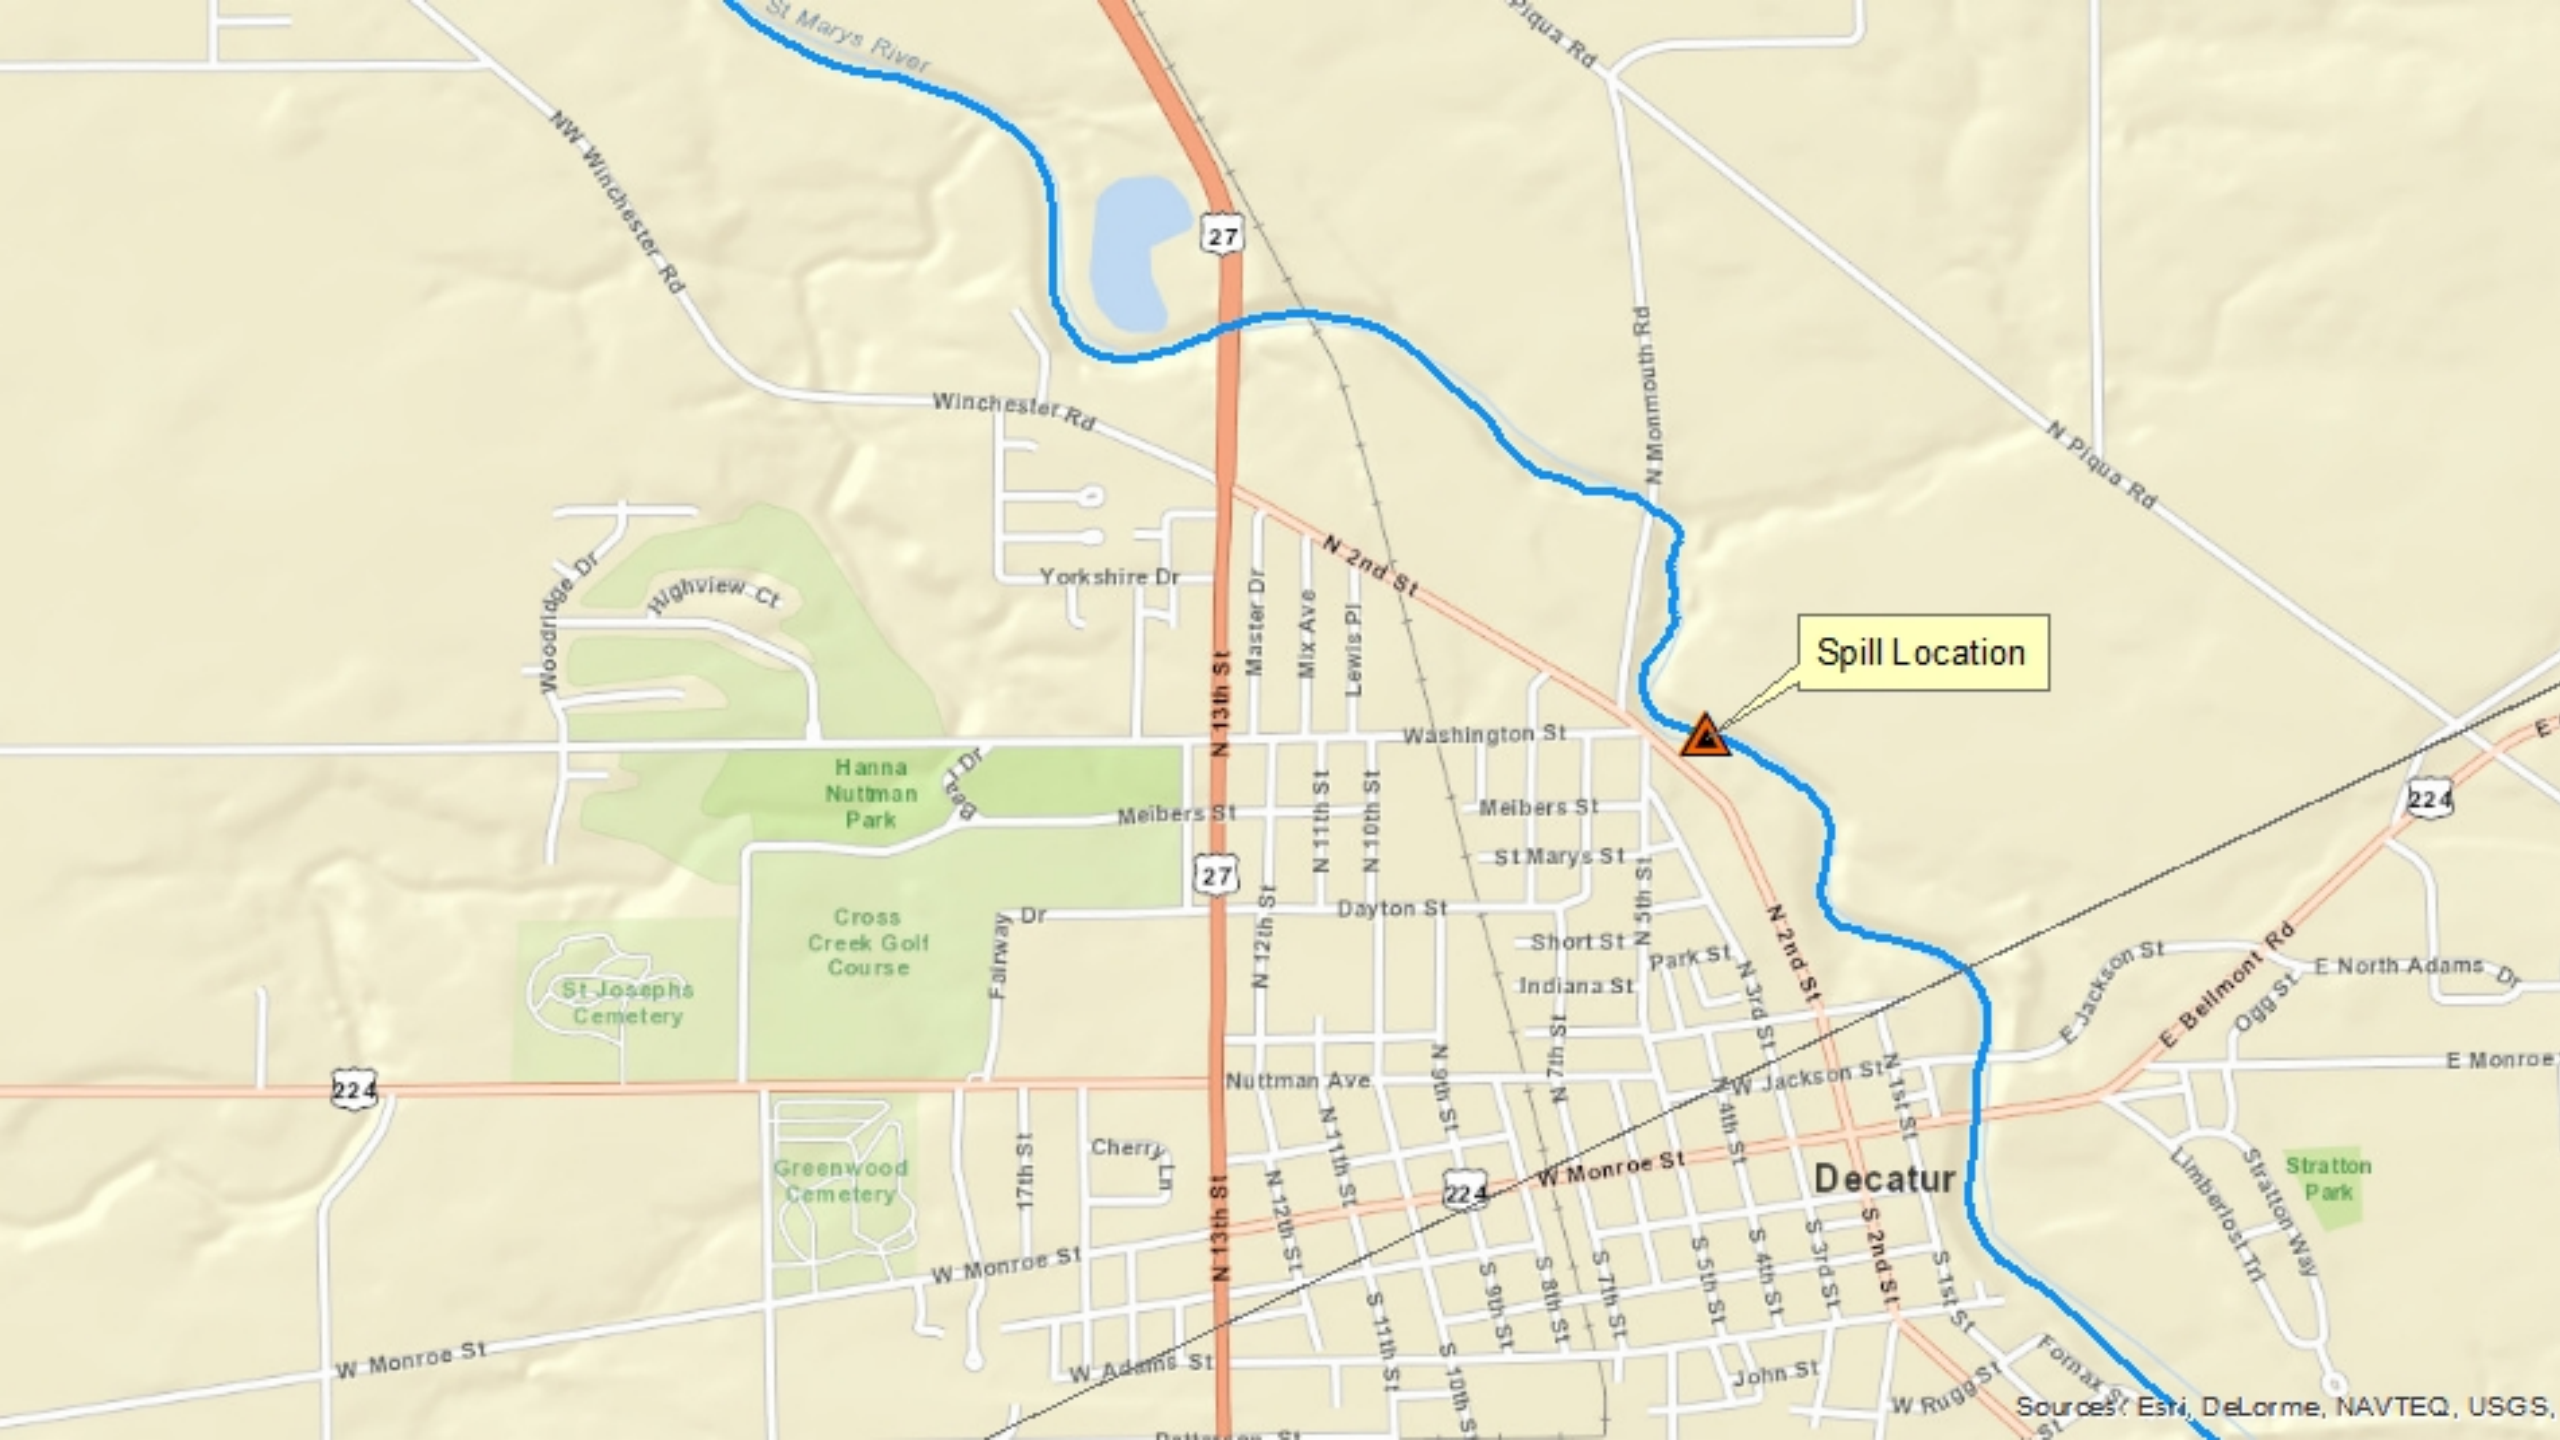 St Marys River
Piqua Rd
NW Winchester Rd
27
N Monmouth Rd
Winchester Rd
N Piqua Rd
N 2nd St
Yorkshire Dr
Highview Ct
Woodridge Dr
Master Dr
Mix Ave
Lewis Pl
N 13th St
Spill Location
Washington St
E
Hanna
Nuttman
Park
Beal Dr
Meibers St
N 11th St
N 10th St
Meibers St
224
St Marys St
27
Cross
Creek Golf
Course
Fairway
Dr
N 12th St
Dayton St
N 5th St
Short St
Park St
Indiana St
N 3rd St
N 2nd St
E Jackson St
E Bellmont Rd
Ogg St
E North Adams Dr
St Josephs
Cemetery
224
Nuttman Ave
N 9th St
N 7th St
W Jackson St
N 1st St
E Monroe
N 4th St
N 11th St
17th St
Cherry Ln
Greenwood
Cemetery
N 12th St
224
W Monroe St
Decatur
Limberlost Trl
Stratton Way
Stratton
Park
N 13th St
W Monroe St
S 11th St
S 9th St
S 8th St
S 7th St
S 5th St
S 4th St
S 3rd St
S 2nd St
S 1st St
W Monroe St
W Adams St
S 10th St
John St
W Rugg St
Fornax St
St
Sources: Esri, DeLorme, NAVTEQ, USGS,